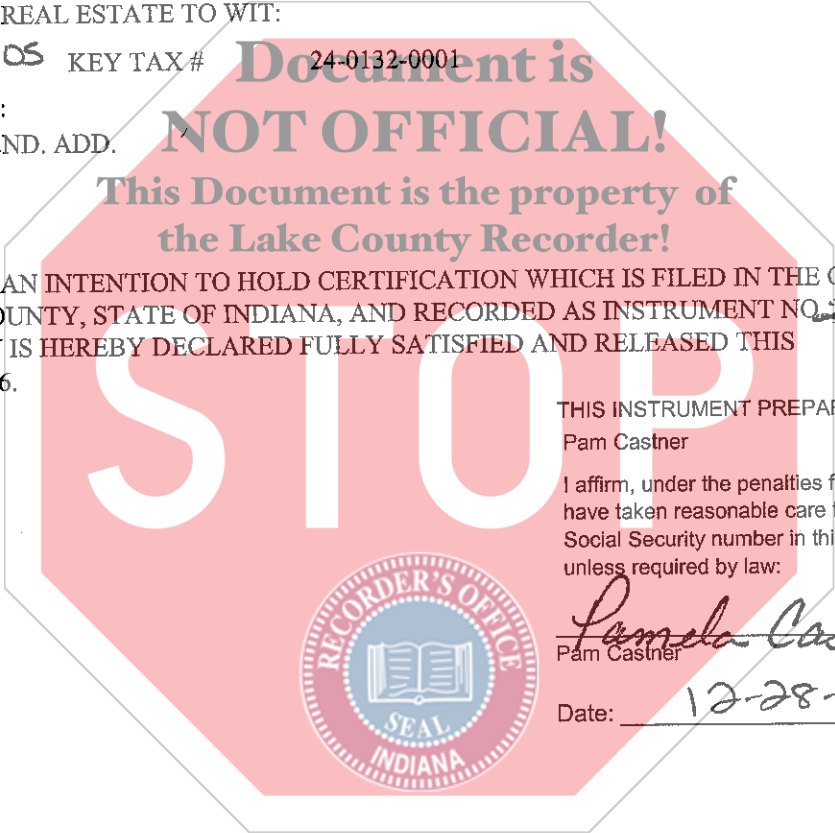 REAL ESTATE TO WIT:
OS KEY TAX # 24-0132-0001
Document is
:
ND. ADD.
NOT OFFICIAL!
This Document is the property of
the Lake County Recorder!
AN INTENTION TO HOLD CERTIFICATION WHICH IS FILED IN THE
OUNTY, STATE OF INDIANA, AND RECORDED AS INSTRUMENT NO
IS HEREBY DECLARED FULLY SATISFIED AND RELEASED THIS
6.
STOP
THIS INSTRUMENT PREPAR
Pam Castner
I affirm, under the penalties f
have taken reasonable care
Social Security number in thi
unless required by law:
Pamela Cas
Pam Castner
Date: 12-28-
RECORDER'S OFFICE
SEAL
INDIANA